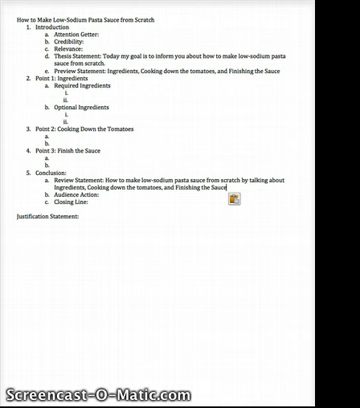 How to Make Low-Sodium Pasta Sauce from Scratch
1. Introduction
a. Attention Getter:
b. Credibility:
c. Relevance:
d. Thesis Statement: Today my goal is to inform you about how to make low-sodium pasta
sauce from scratch.
e. Preview Statement: Ingredients, Cooking down the tomatoes, and Finishing the Sauce
2. Point 1: Ingredients
a. Required Ingredients
i.
ii.
b. Optional Ingredients
i.
ii.
3. Point 2: Cooking Down the Tomatoes
a.
b.
4. Point 3: Finish the Sauce
a.
b.
5. Conclusion:
a. Review Statement: How to make low-sodium pasta sauce from scratch by talking about
Ingredients, Cooking down the tomatoes, and Finishing the Sauce
b. Audience Action:
c. Closing Line:
Justification Statement:
Screencast-O-Matic.com